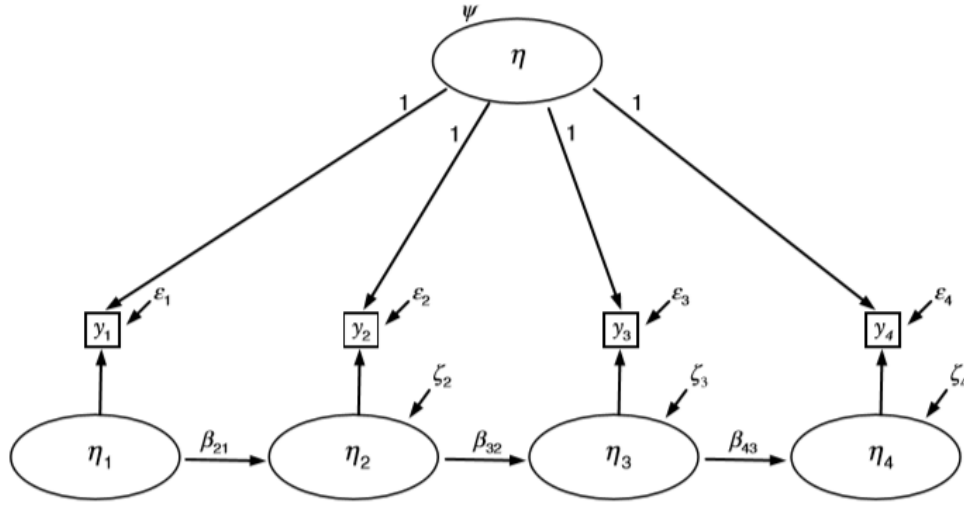 ψ
η
1 1 1 1
ε₁ ε₂ ε₃ ε₄
y₁ y₂ y₃ y₄
ζ₂ ζ₃ ζ₄
β₂₁ β₃₂ β₄₃
η₁ η₂ η₃ η₄